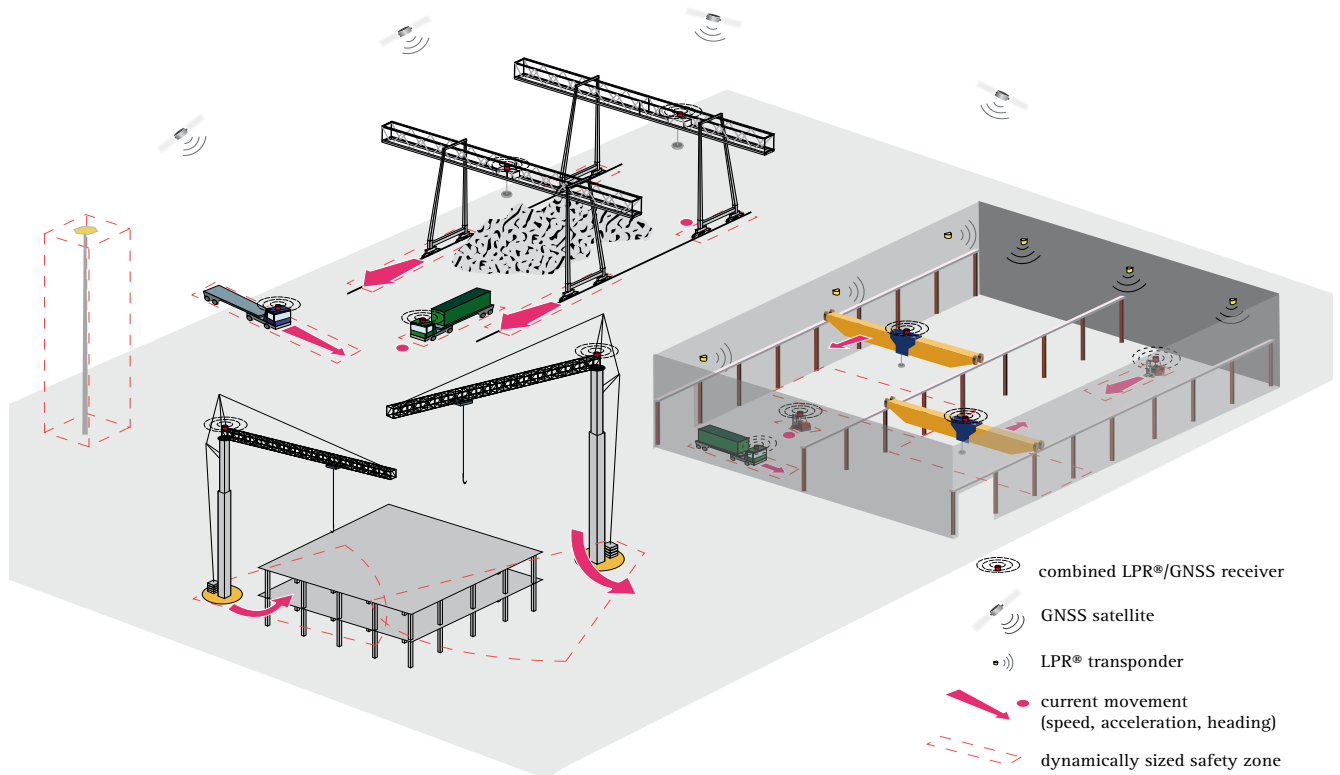 combined LPR®/GNSS receiver
GNSS satellite
LPR® transponder
current movement
(speed, acceleration, heading)
dynamically sized safety zone